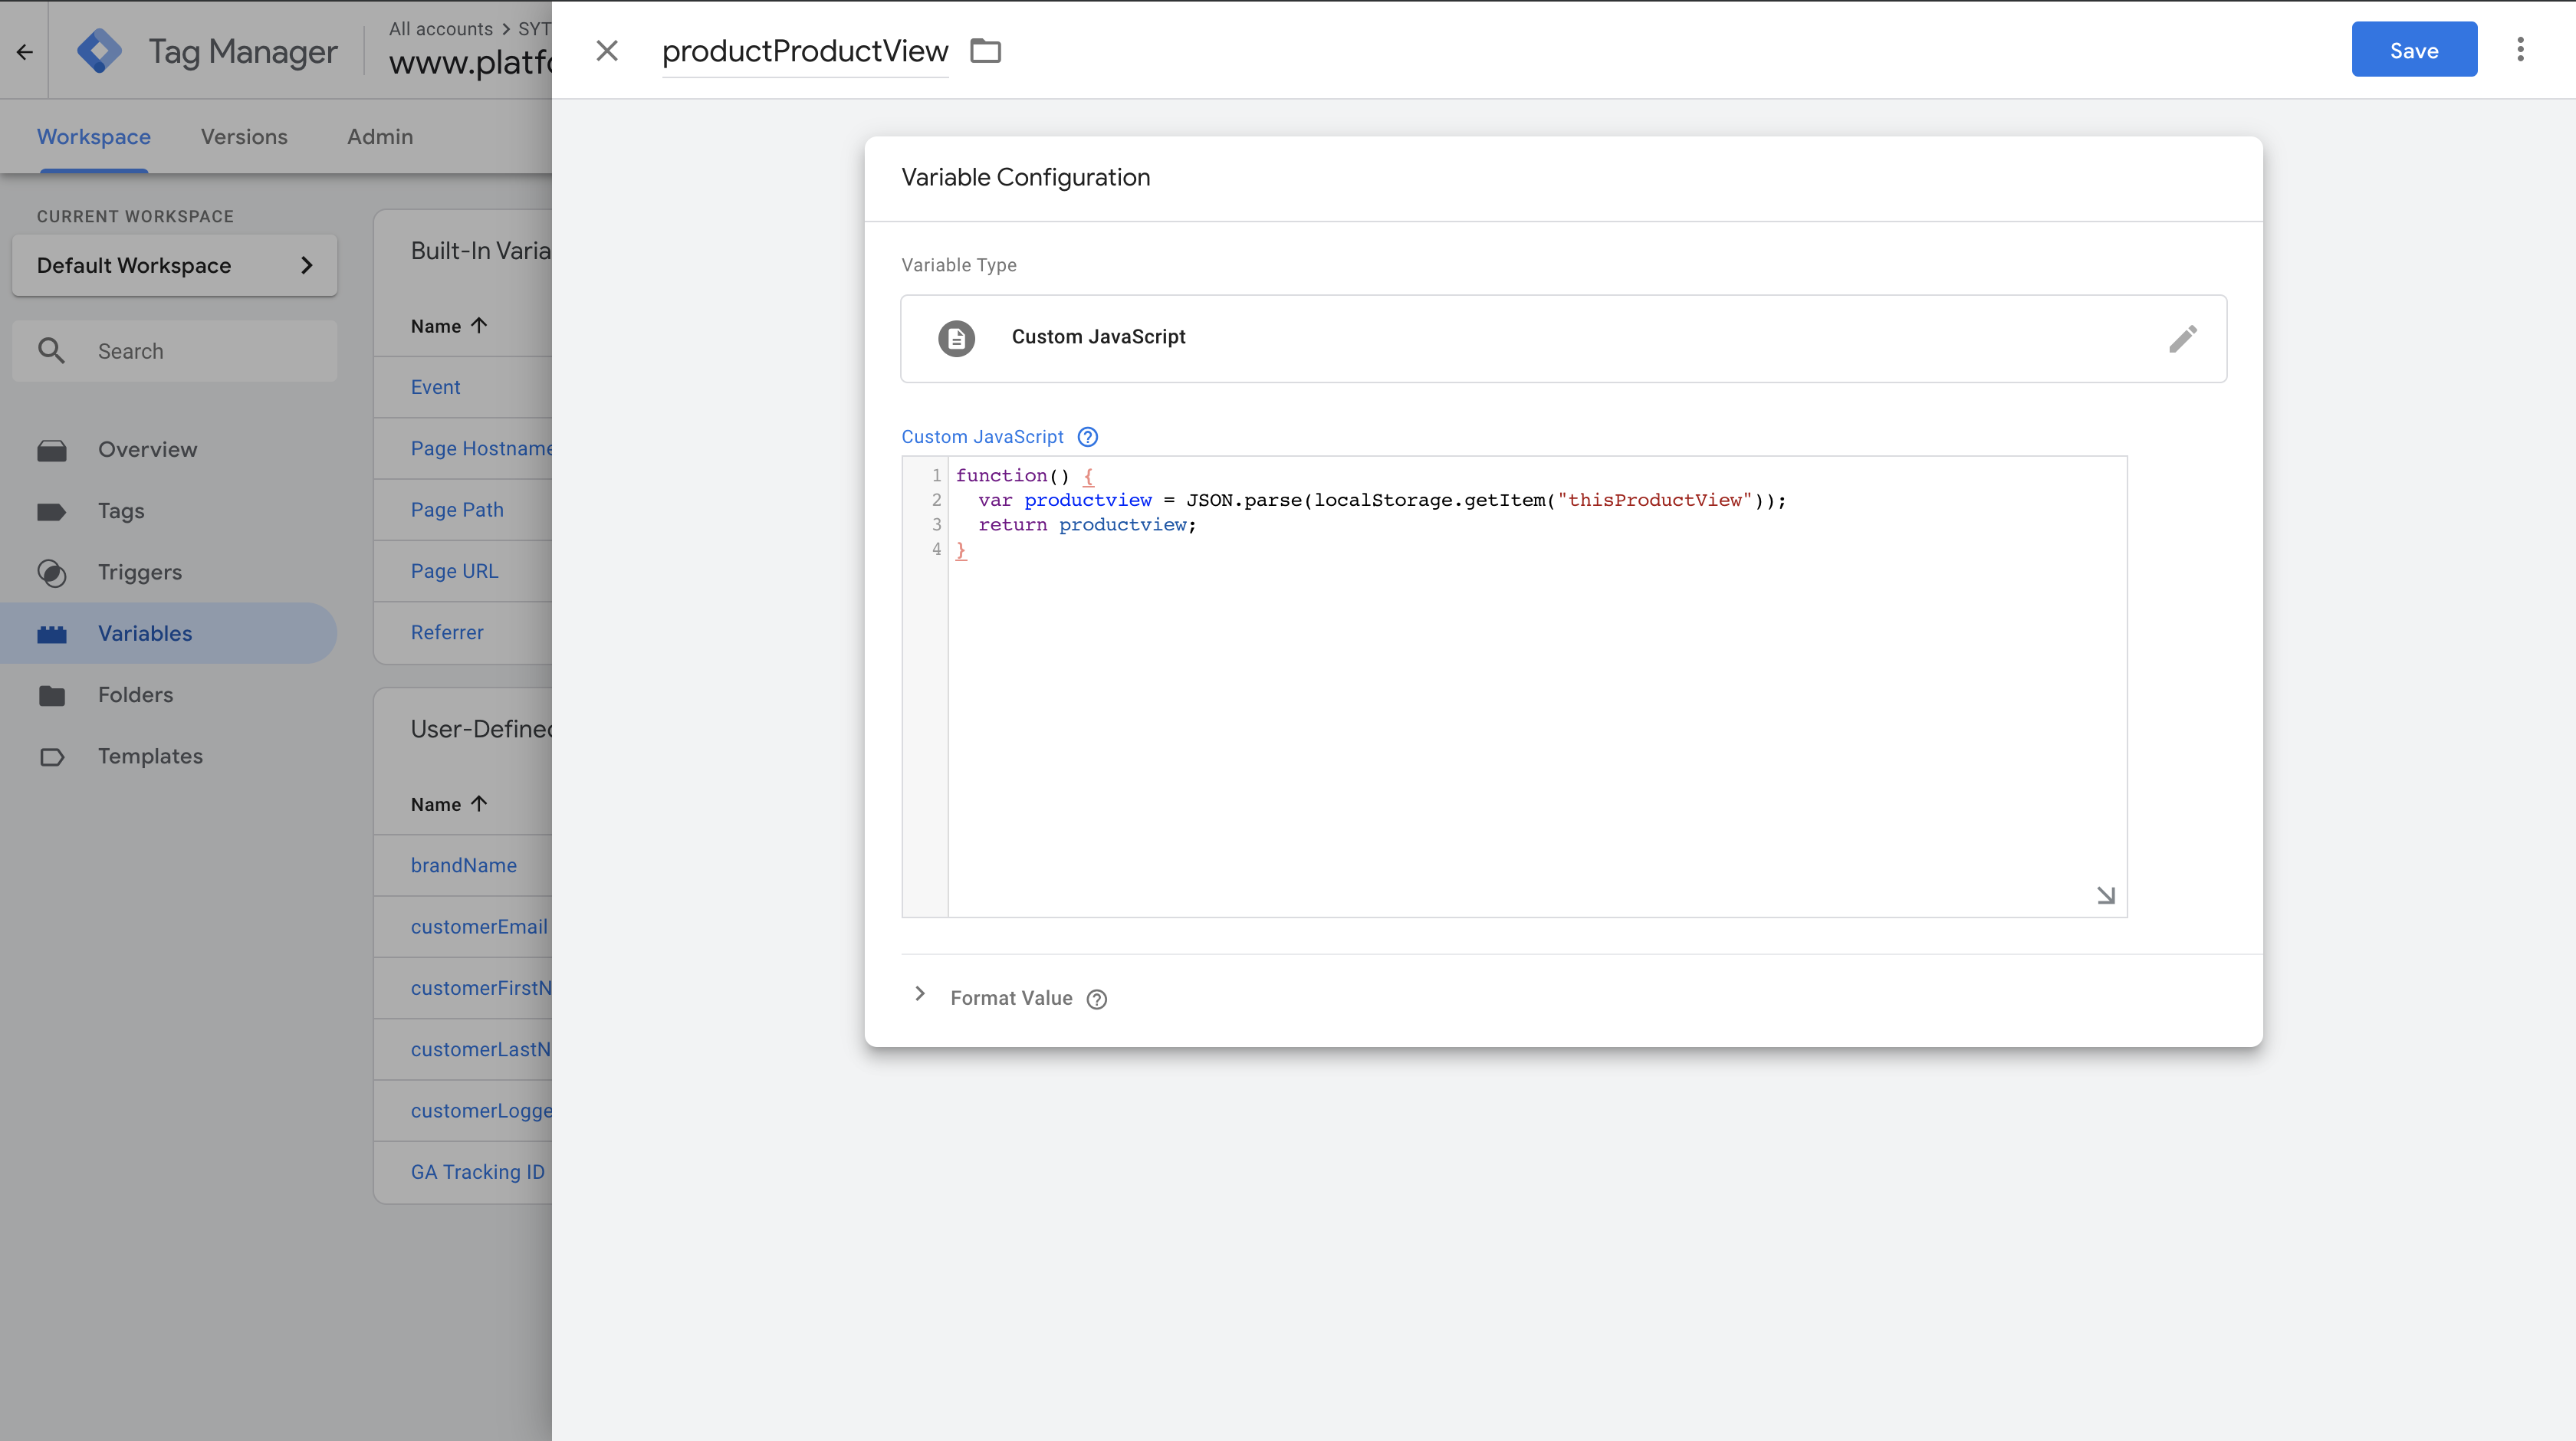 Tag Manager
All accounts > SYT
www.platfo
productProductView
Save
Workspace
Versions
Admin
CURRENT WORKSPACE
Default Workspace
Search
Overview
Tags
Triggers
Variables
Folders
Templates
Built-In Varia
Name
Event
Page Hostname
Page Path
Page URL
Referrer
User-Defined
Name
brandName
customerEmail
customerFirstN
customerLastN
customerLogge
GA Tracking ID
Variable Configuration
Variable Type
Custom JavaScript
Custom JavaScript
1 function() {
2 var productview = JSON.parse(localStorage.getItem("thisProductView"));
3 return productview;
4 }
Format Value